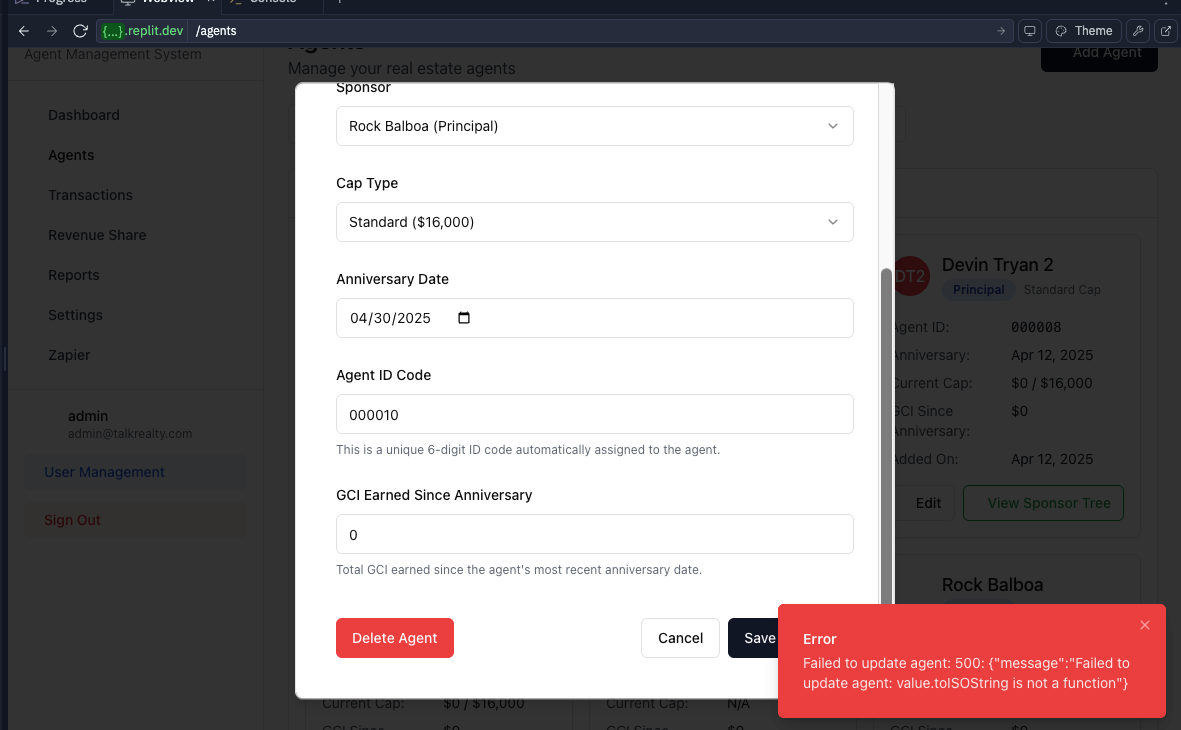 Progress
Webview
Console
{...}.replit.dev /agents
Theme
Agent Management System
Agents
Manage your real estate agents
Add Agent
Dashboard
Agents
Transactions
Revenue Share
Reports
Settings
Zapier
admin
admin@talkrealty.com
User Management
Sign Out
Sponsor
Rock Balboa (Principal)
Cap Type
Standard ($16,000)
Anniversary Date
04/30/2025
Agent ID Code
000010
This is a unique 6-digit ID code automatically assigned to the agent.
GCI Earned Since Anniversary
0
Total GCI earned since the agent's most recent anniversary date.
Delete Agent
Cancel
Save
DT2
Devin Tryan 2
Principal Standard Cap
Agent ID: 000008
Anniversary: Apr 12, 2025
Current Cap: $0 / $16,000
GCI Since $0
Anniversary:
Added On: Apr 12, 2025
Edit
View Sponsor Tree
Rock Balboa
Error
Failed to update agent: 500: {"message":"Failed to
update agent: value.toISOString is not a function"}
Current Cap: $0 / $16,000
Current Cap: N/A
GCI Since $0
GCI Since $0
GCI Since $0